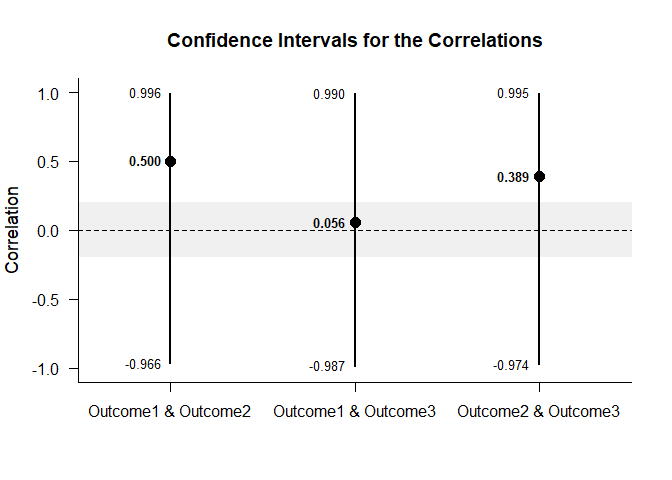 Confidence Intervals for the Correlations
Correlation
1.0
0.5
0.0
-0.5
-1.0
0.996
0.500
-0.966
0.990
0.056
-0.987
0.995
0.389
-0.974
Outcome1 & Outcome2
Outcome1 & Outcome3
Outcome2 & Outcome3